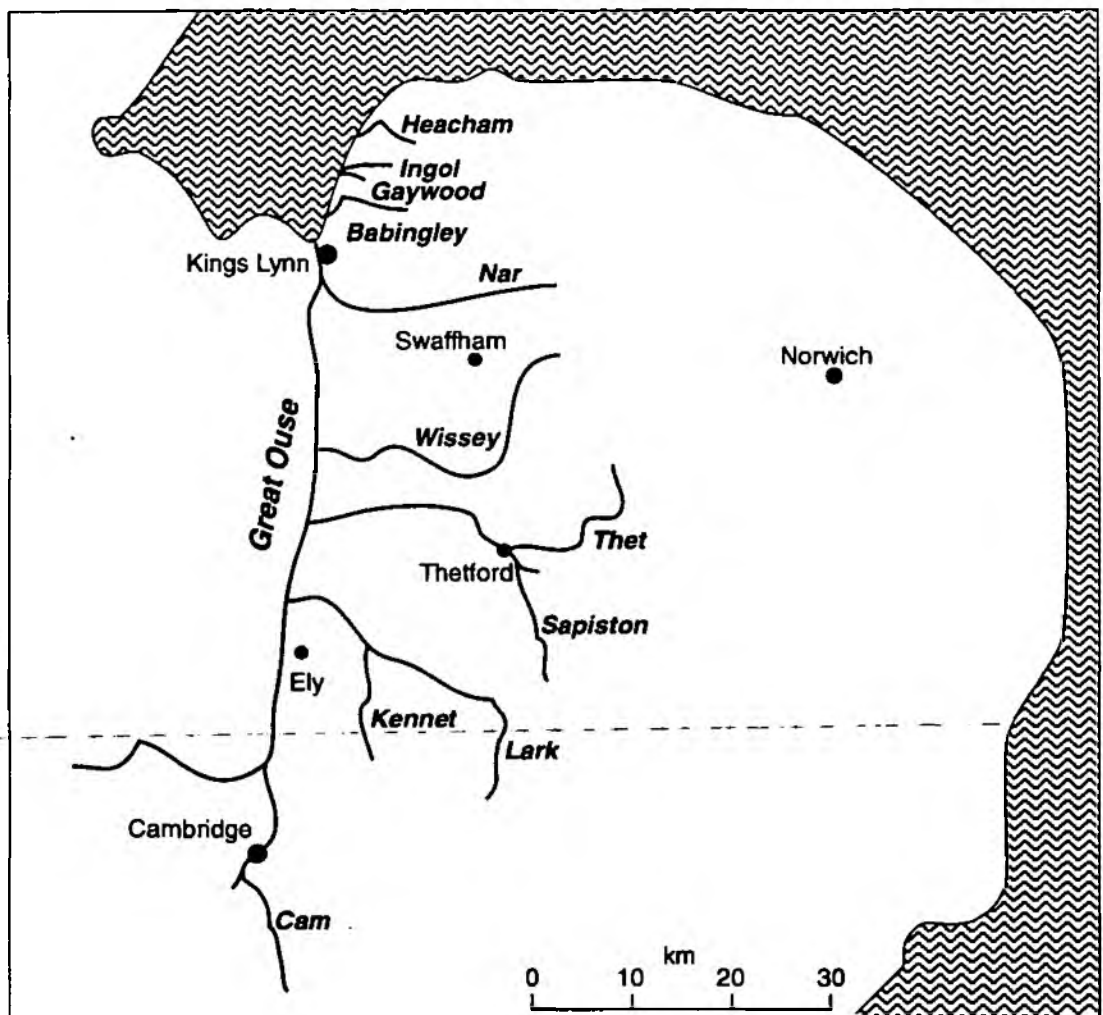 Heacham
Ingol
Gaywood
Babingley
Kings Lynn
Nar
Swaffham
Norwich
Great Ouse
Wissey
Thet
Thetford
Sapiston
Ely
Kennet
Lark
Cambridge
Cam
km
0 10 20 30